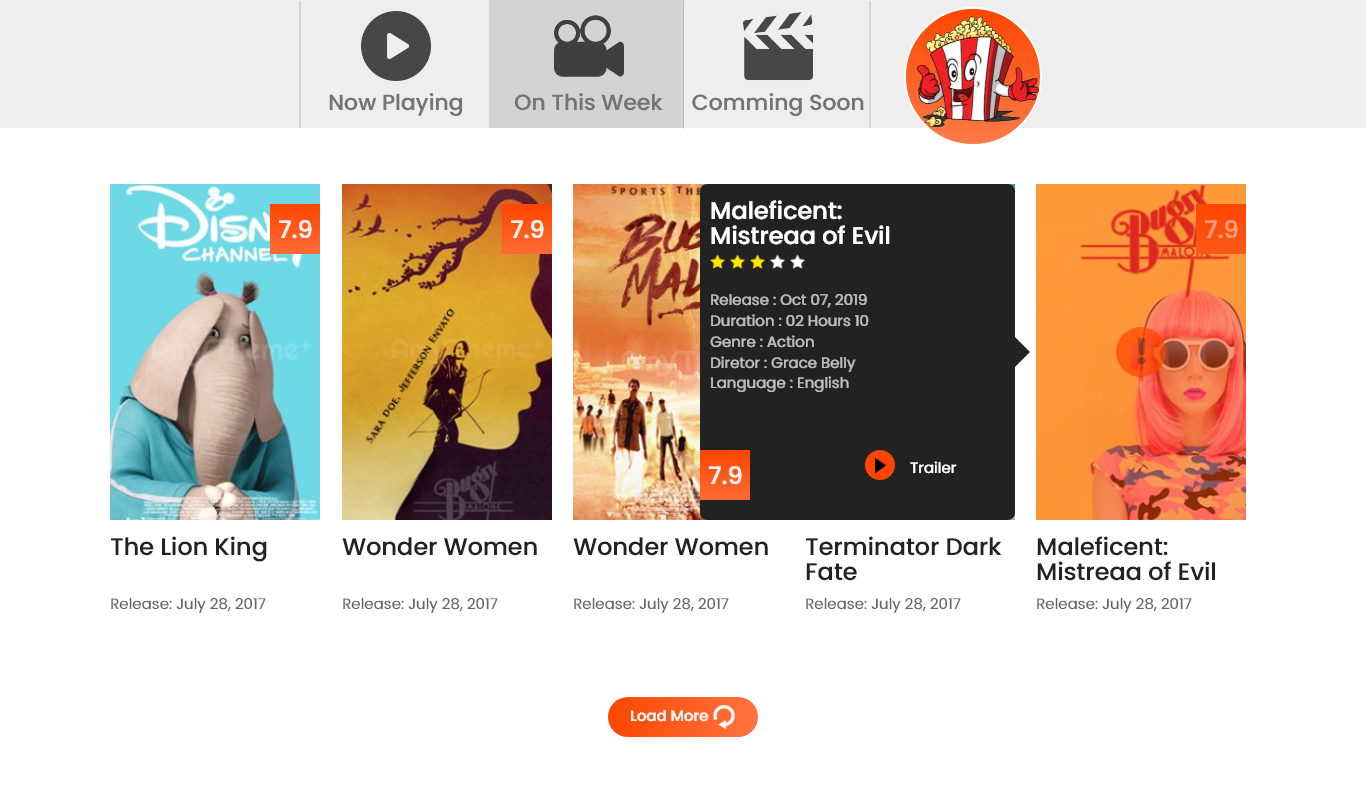 Now Playing
On This Week
Comming Soon
DISN
CHANNEL
7.9
SARA DOE. JEFFERSON ENVATO
Bugsy
MALONE
7.9
SPORTS THE
BUG
MAL
Maleficent:
Mistreaa of Evil
Release : Oct 07, 2019
Duration : 02 Hours 10
Genre : Action
Diretor : Grace Belly
Language : English
7.9
Trailer
Bugsy
MALONE
7.9
!
The Lion King
Release: July 28, 2017
Wonder Women
Release: July 28, 2017
Wonder Women
Release: July 28, 2017
Terminator Dark
Fate
Release: July 28, 2017
Maleficent:
Mistreaa of Evil
Release: July 28, 2017
Load More